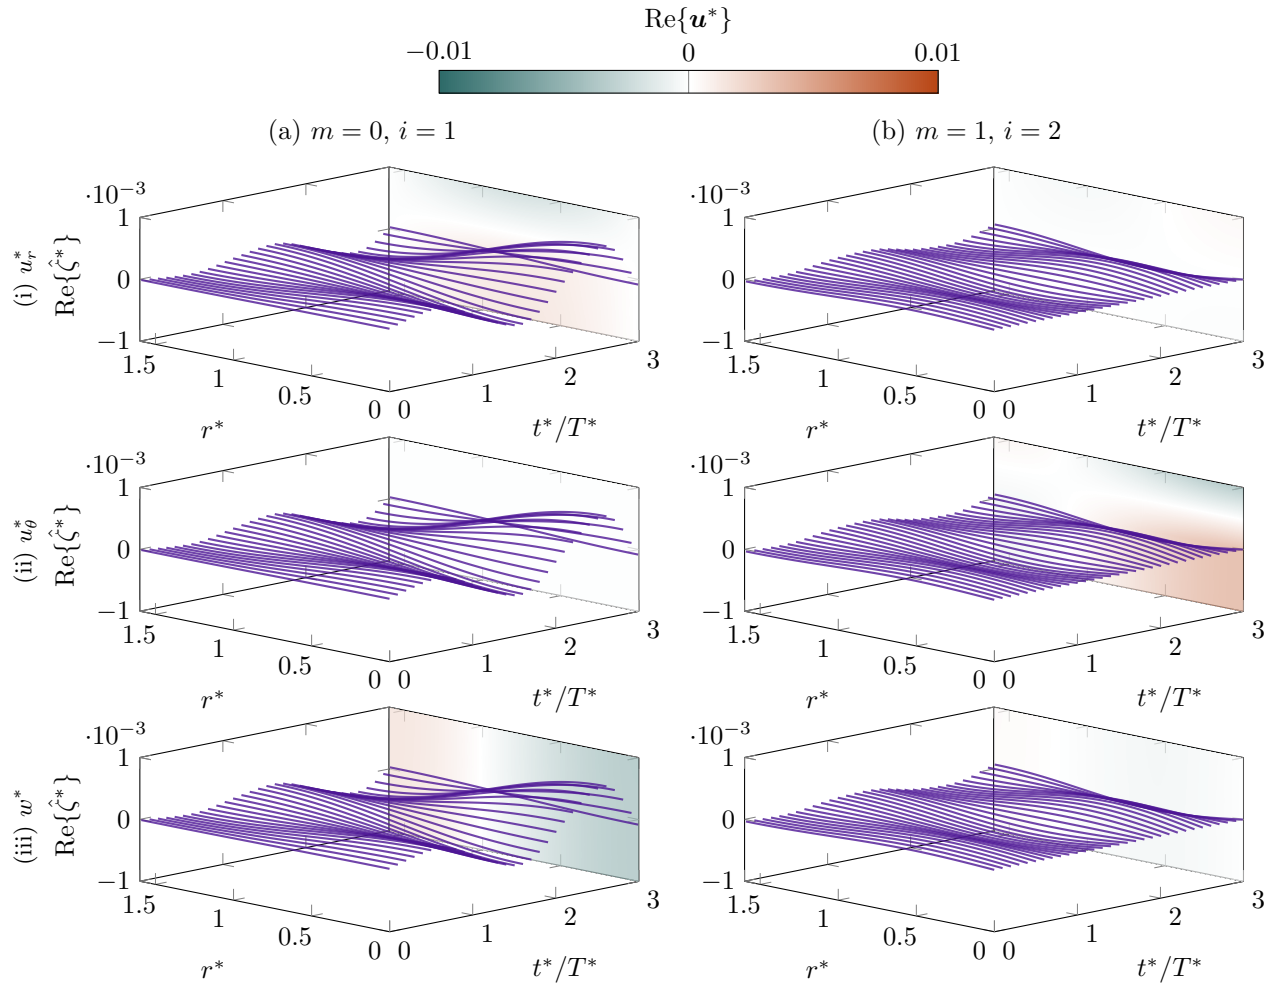 Re{u*}
−0.01 0 0.01
(a) m = 0, i = 1
(b) m = 1, i = 2
(i) u_r^*
Re{ζ̂*}
·10^−3
1
0
−1
1.5 1 0.5 0
r*
0 1 2 3
t*/T*
·10^−3
1
0
−1
1.5 1 0.5 0
r*
0 1 2 3
t*/T*
(ii) u_θ^*
Re{ζ̂*}
·10^−3
1
0
−1
1.5 1 0.5 0
r*
0 1 2 3
t*/T*
·10^−3
1
0
−1
1.5 1 0.5 0
r*
0 1 2 3
t*/T*
(iii) w*
Re{ζ̂*}
·10^−3
1
0
−1
1.5 1 0.5 0
r*
0 1 2 3
t*/T*
·10^−3
1
0
−1
1.5 1 0.5 0
r*
0 1 2 3
t*/T*